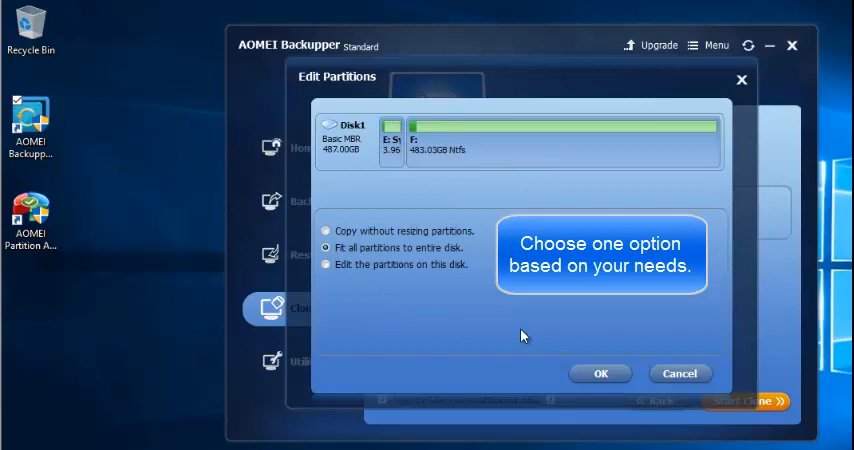 Recycle Bin
AOMEI
Backupp...
AOMEI
Partition A...
AOMEI Backupper Standard
Upgrade
Menu
Edit Partitions
Disk1
Basic MBR
487.00GB
E: Sy
3.96
F:
483.03GB Ntfs
Copy without resizing partitions.
Fit all partitions to entire disk.
Edit the partitions on this disk.
Choose one option
based on your needs.
OK
Cancel
Back
Start Clone